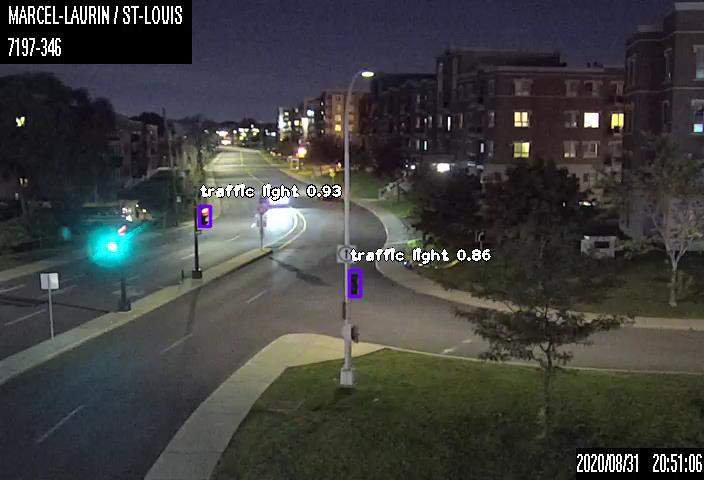 MARCEL-LAURIN / ST-LOUIS
7197-346
traffic light 0.93
traffic light 0.86
2020/08/31 20:51:06